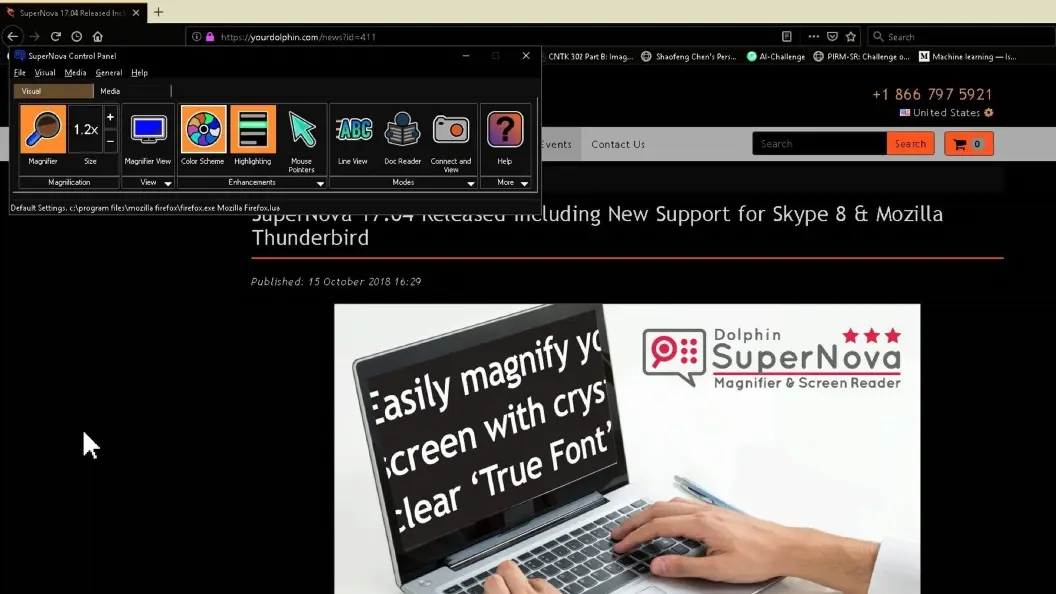 SuperNova 17.04 Released Incl
https://yourdolphin.com/news?id=411
Search
SuperNova Control Panel
CNTK 302 Part B: Imag...
Shaofeng Chen's Pers...
AI-Challenge
PIRM-SR: Challenge o...
Machine learning — Is...
File Visual Media General Help
Visual Media
+1 866 797 5921
United States
1.2x
+
−
ABC
?
Magnifier Size Magnifier View Color Scheme Highlighting Mouse Pointers Line View Doc Reader Connect and View Help
Magnification View Enhancements Modes More
Events Contact Us
Search Search 0
Default Settings, c:\program files\mozilla firefox\firefox.exe Mozilla Firefox.lua
SuperNova 17.04 Released Including New Support for Skype 8 & Mozilla
Thunderbird
Published: 15 October 2018 16:29
Dolphin
SuperNova
Magnifier & Screen Reader
Easily magnify yo
screen with crys
clear 'True Font'